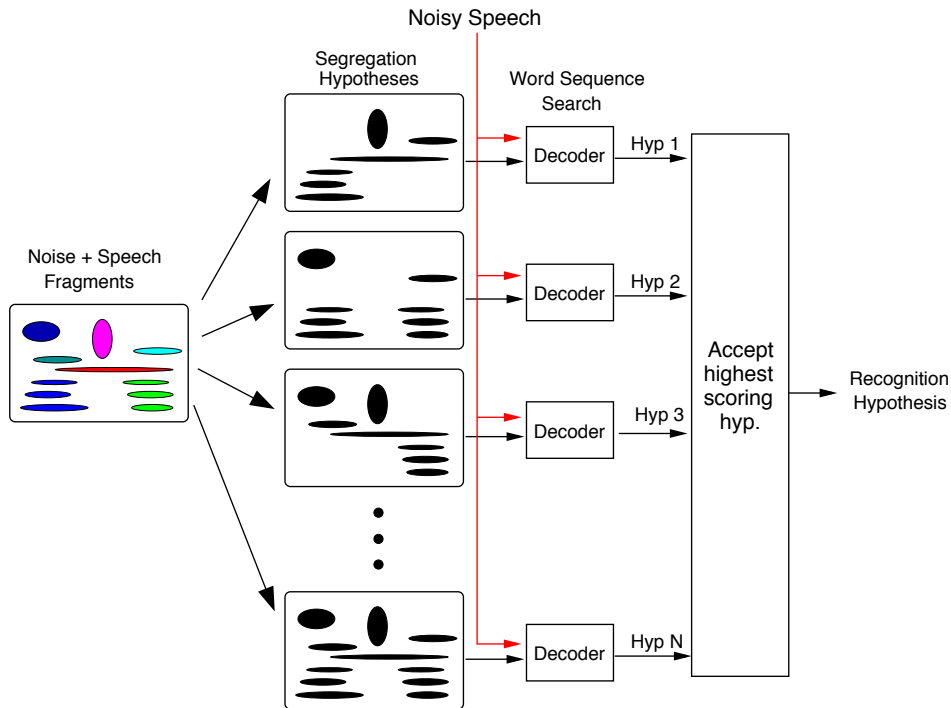 Noisy Speech
Segregation
Hypotheses
Word Sequence
Search
Decoder
Hyp 1
Noise + Speech
Fragments
Decoder
Hyp 2
Decoder
Hyp 3
Accept
highest
scoring
hyp.
Recognition
Hypothesis
Decoder
Hyp N